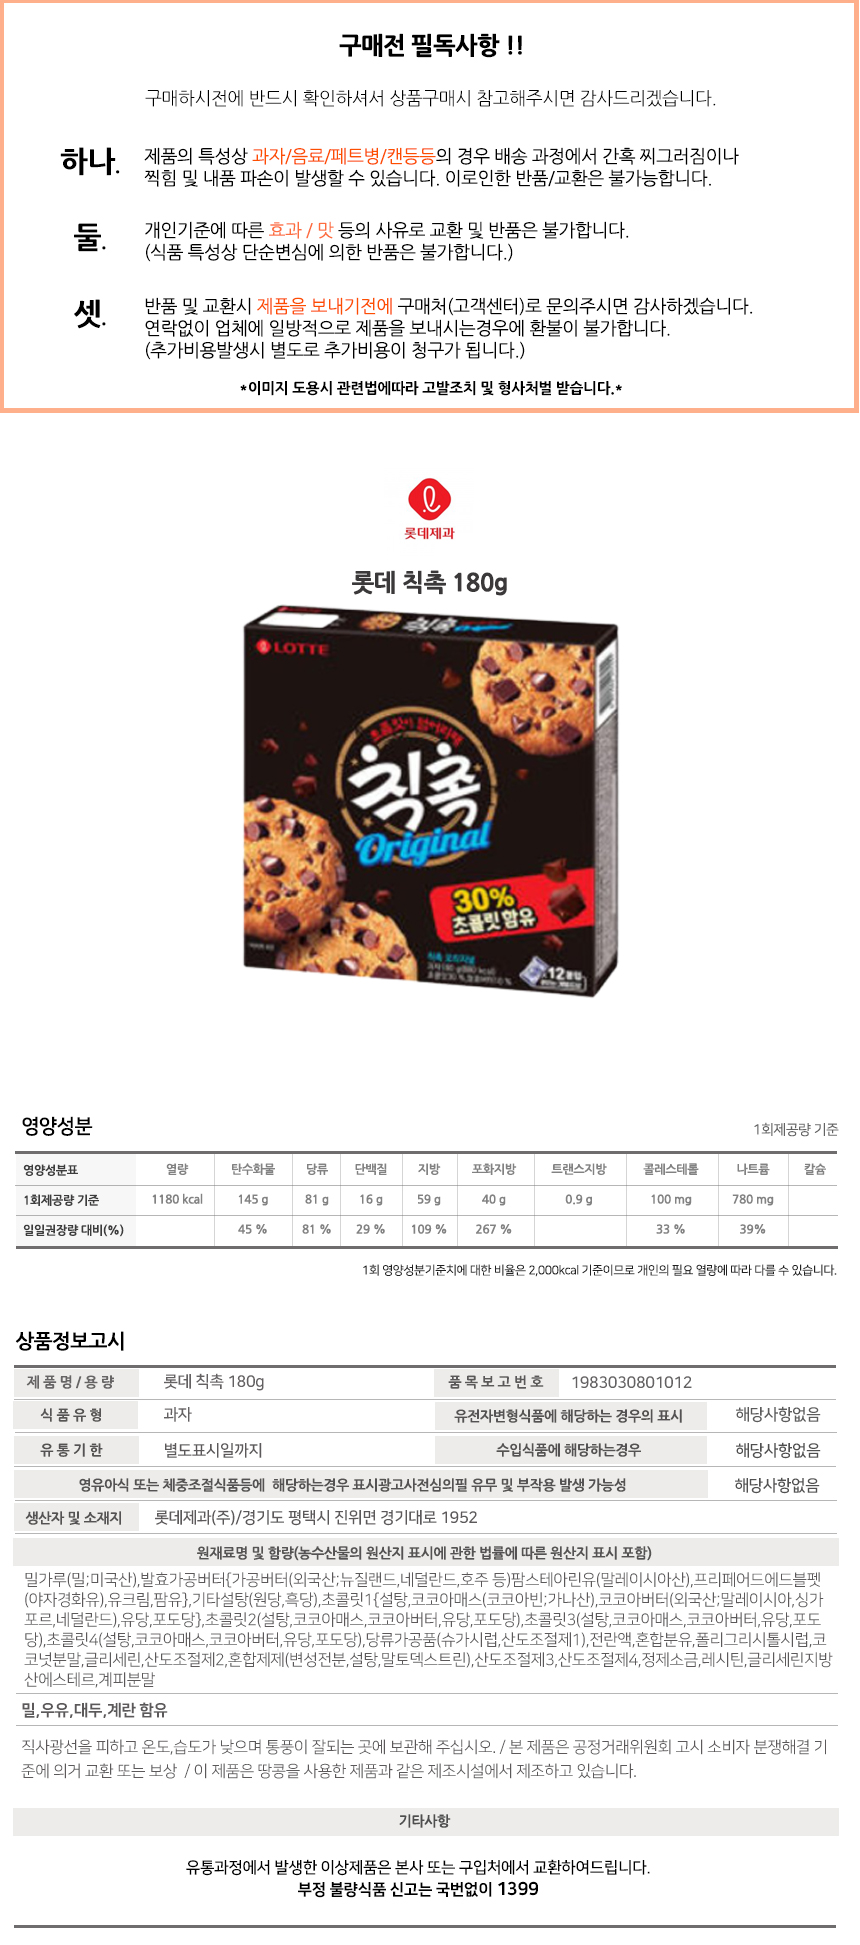 구매전 필독사항 !!
구매하시전에 반드시 확인하셔서 상품구매시 참고해주시면 감사드리겠습니다.
하나. 제품의 특성상 과자/음료/페트병/캔등등의 경우 배송 과정에서 간혹 찌그러짐이나
찍힘 및 내품 파손이 발생할 수 있습니다. 이로인한 반품/교환은 불가능합니다.
둘. 개인기준에 따른 효과 / 맛 등의 사유로 교환 및 반품은 불가합니다.
(식품 특성상 단순변심에 의한 반품은 불가합니다.)
셋. 반품 및 교환시 제품을 보내기전에 구매처(고객센터)로 문의주시면 감사하겠습니다.
연락없이 업체에 일방적으로 제품을 보내시는경우에 환불이 불가합니다.
(추가비용발생시 별도로 추가비용이 청구가 됩니다.)
*이미지 도용시 관련법에따라 고발조치 및 형사처벌 받습니다.*
롯데제과
롯데 칙촉 180g
칙촉 Original
LOTTE
칙촉
Original
30%
초콜릿 함유
칙촉 오리지널
12봉입
영양성분
1회제공량 기준
영양성분표 열량 탄수화물 당류 단백질 지방 포화지방 트랜스지방 콜레스테롤 나트륨 칼슘
1회제공량 기준 1180 kcal 145 g 81 g 16 g 59 g 40 g 0.9 g 100 mg 780 mg
일일권장량 대비(%) 45 % 81 % 29 % 109 % 267 % 33 % 39%
1회 영양성분기준치에 대한 비율은 2,000kcal 기준이므로 개인의 필요 열량에 따라 다를 수 있습니다.
상품정보고시
제 품 명 / 용 량 롯데 칙촉 180g 품 목 보 고 번 호 1983030801012
식 품 유 형 과자 유전자변형식품에 해당하는 경우의 표시 해당사항없음
유 통 기 한 별도표시일까지 수입식품에 해당하는경우 해당사항없음
영유아식 또는 체중조절식품등에 해당하는경우 표시광고사전심의필 유무 및 부작용 발생 가능성 해당사항없음
생산자 및 소재지 롯데제과(주)/경기도 평택시 진위면 경기대로 1952
원재료명 및 함량(농수산물의 원산지 표시에 관한 법률에 따른 원산지 표시 포함)
밀가루(밀;미국산),발효가공버터{가공버터(외국산;뉴질랜드,네덜란드,호주 등)팜스테아린유(말레이시아산),프리페어드에드블펫
(야자경화유),유크림,팜유},기타설탕(원당,흑당),초콜릿1{설탕,코코아매스(코코아빈;가나산),코코아버터(외국산;말레이시아,싱가
포르,네덜란드),유당,포도당},초콜릿2(설탕,코코아매스,코코아버터,유당,포도당),초콜릿3(설탕,코코아매스,코코아버터,유당,포도
당),초콜릿4(설탕,코코아매스,코코아버터,유당,포도당),당류가공품(슈가시럽,산도조절제1),전란액,혼합분유,폴리그리시톨시럽,코
코넛분말,글리세린,산도조절제2,혼합제제(변성전분,설탕,말토덱스트린),산도조절제3,산도조절제4,정제소금,레시틴,글리세린지방
산에스테르,계피분말
밀,우유,대두,계란 함유
직사광선을 피하고 온도,습도가 낮으며 통풍이 잘되는 곳에 보관해 주십시오. / 본 제품은 공정거래위원회 고시 소비자 분쟁해결 기
준에 의거 교환 또는 보상 / 이 제품은 땅콩을 사용한 제품과 같은 제조시설에서 제조하고 있습니다.
기타사항
유통과정에서 발생한 이상제품은 본사 또는 구입처에서 교환하여드립니다.
부정 불량식품 신고는 국번없이 1399